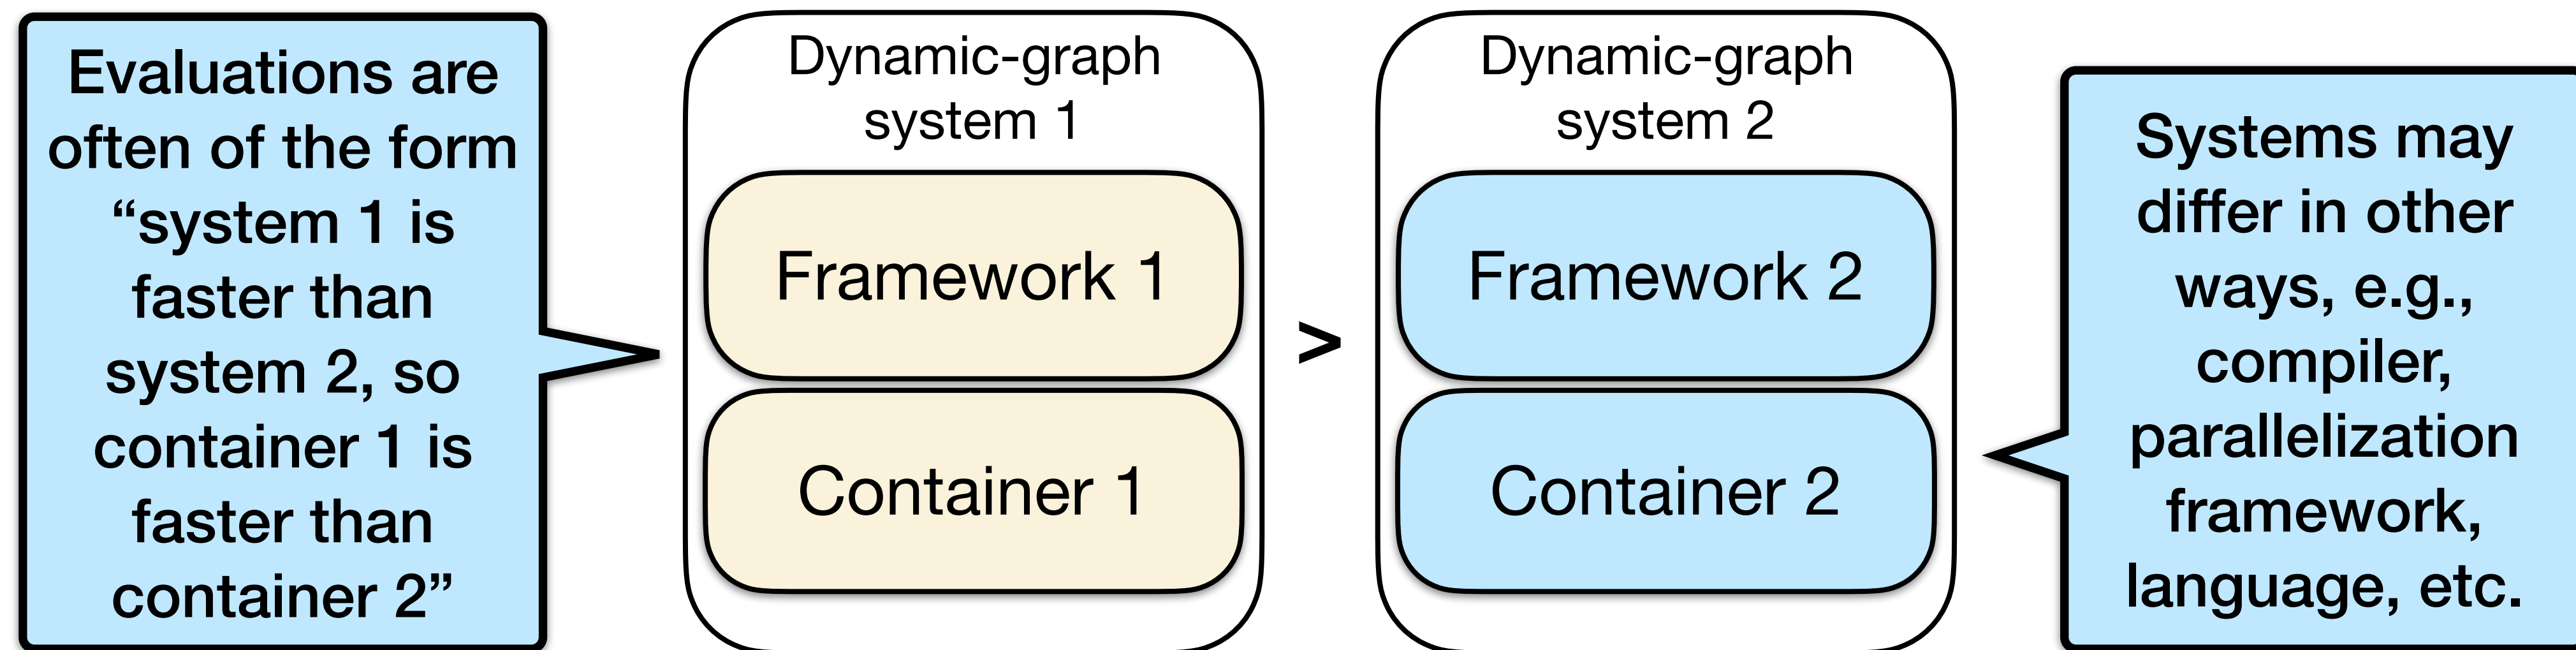 Evaluations are
often of the form
“system 1 is
faster than
system 2, so
container 1 is
faster than
container 2”
Dynamic-graph
system 1
Framework 1
Container 1
>
Dynamic-graph
system 2
Framework 2
Container 2
Systems may
differ in other
ways, e.g.,
compiler,
parallelization
framework,
language, etc.